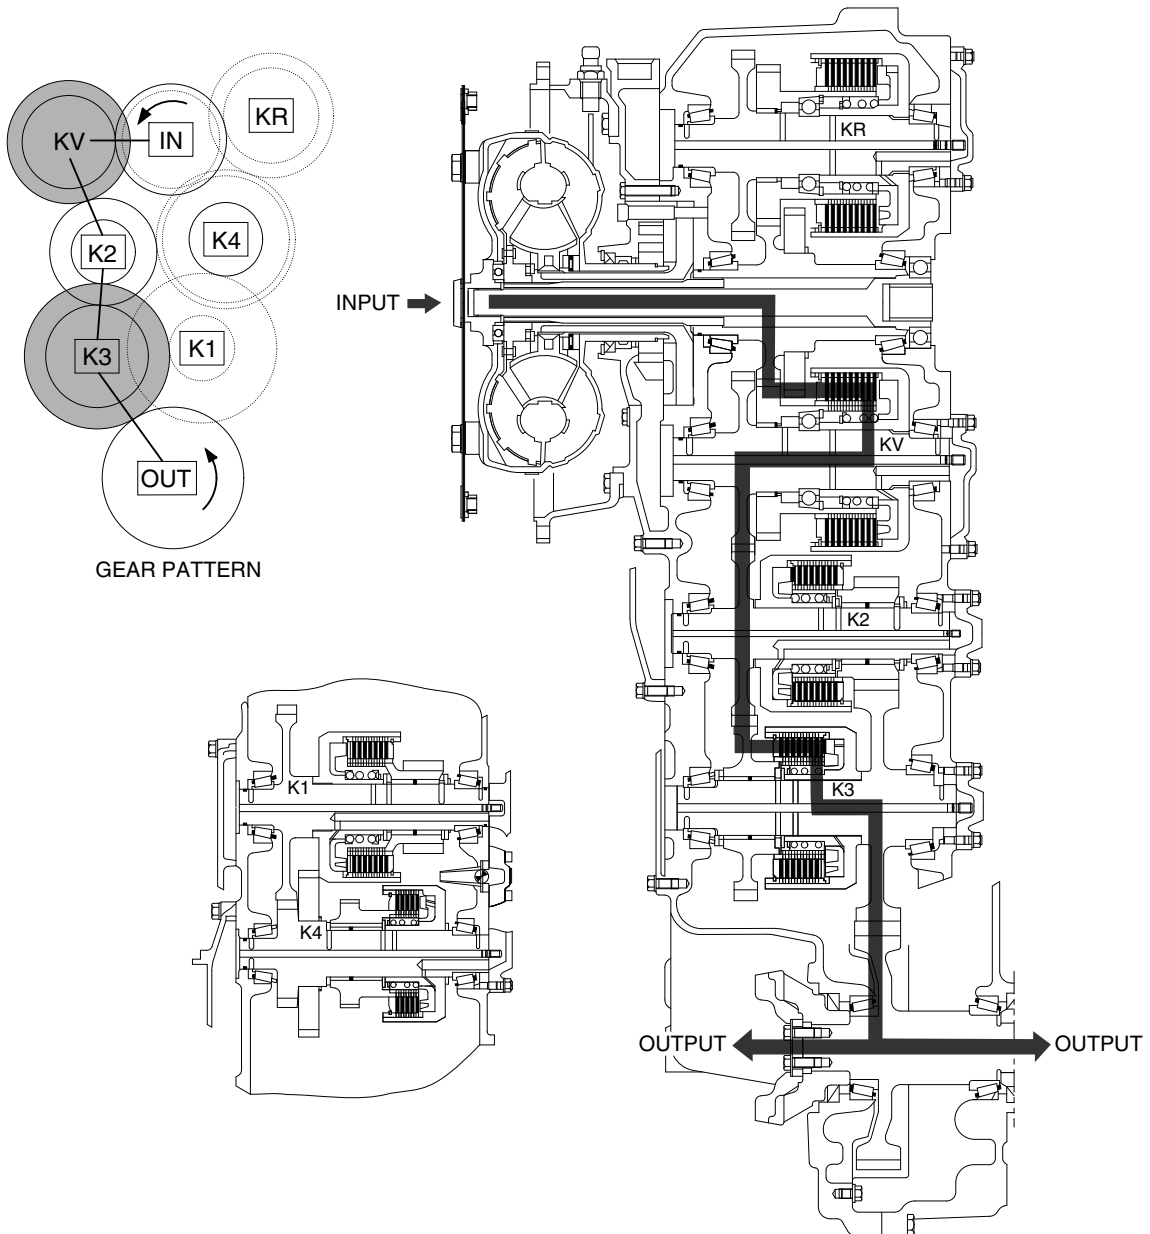 KV
IN
KR
K2
K4
K3
K1
OUT
GEAR PATTERN
INPUT
KR
KV
K2
K3
K1
K4
OUTPUT
OUTPUT